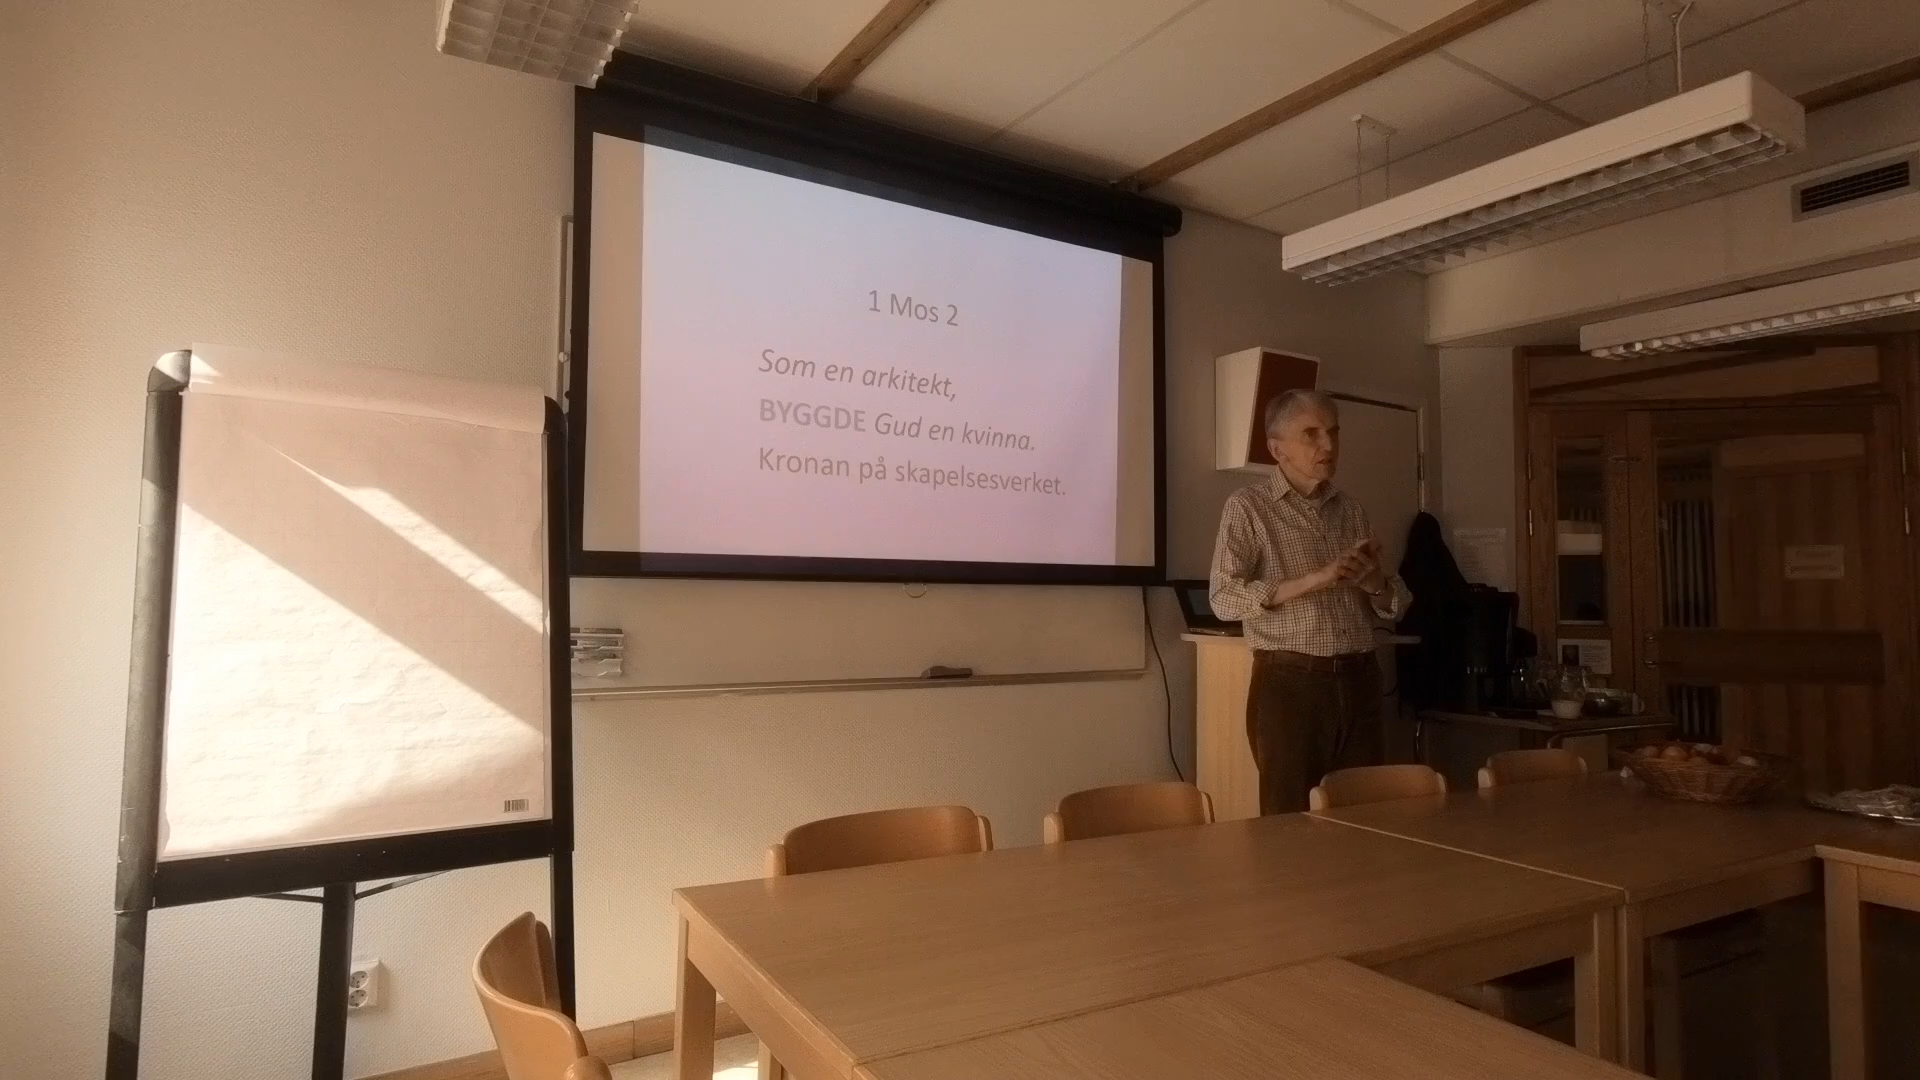 1 Mos 2
Som en arkitekt,
BYGGDE Gud en kvinna.
Kronan på skapelsesverket.